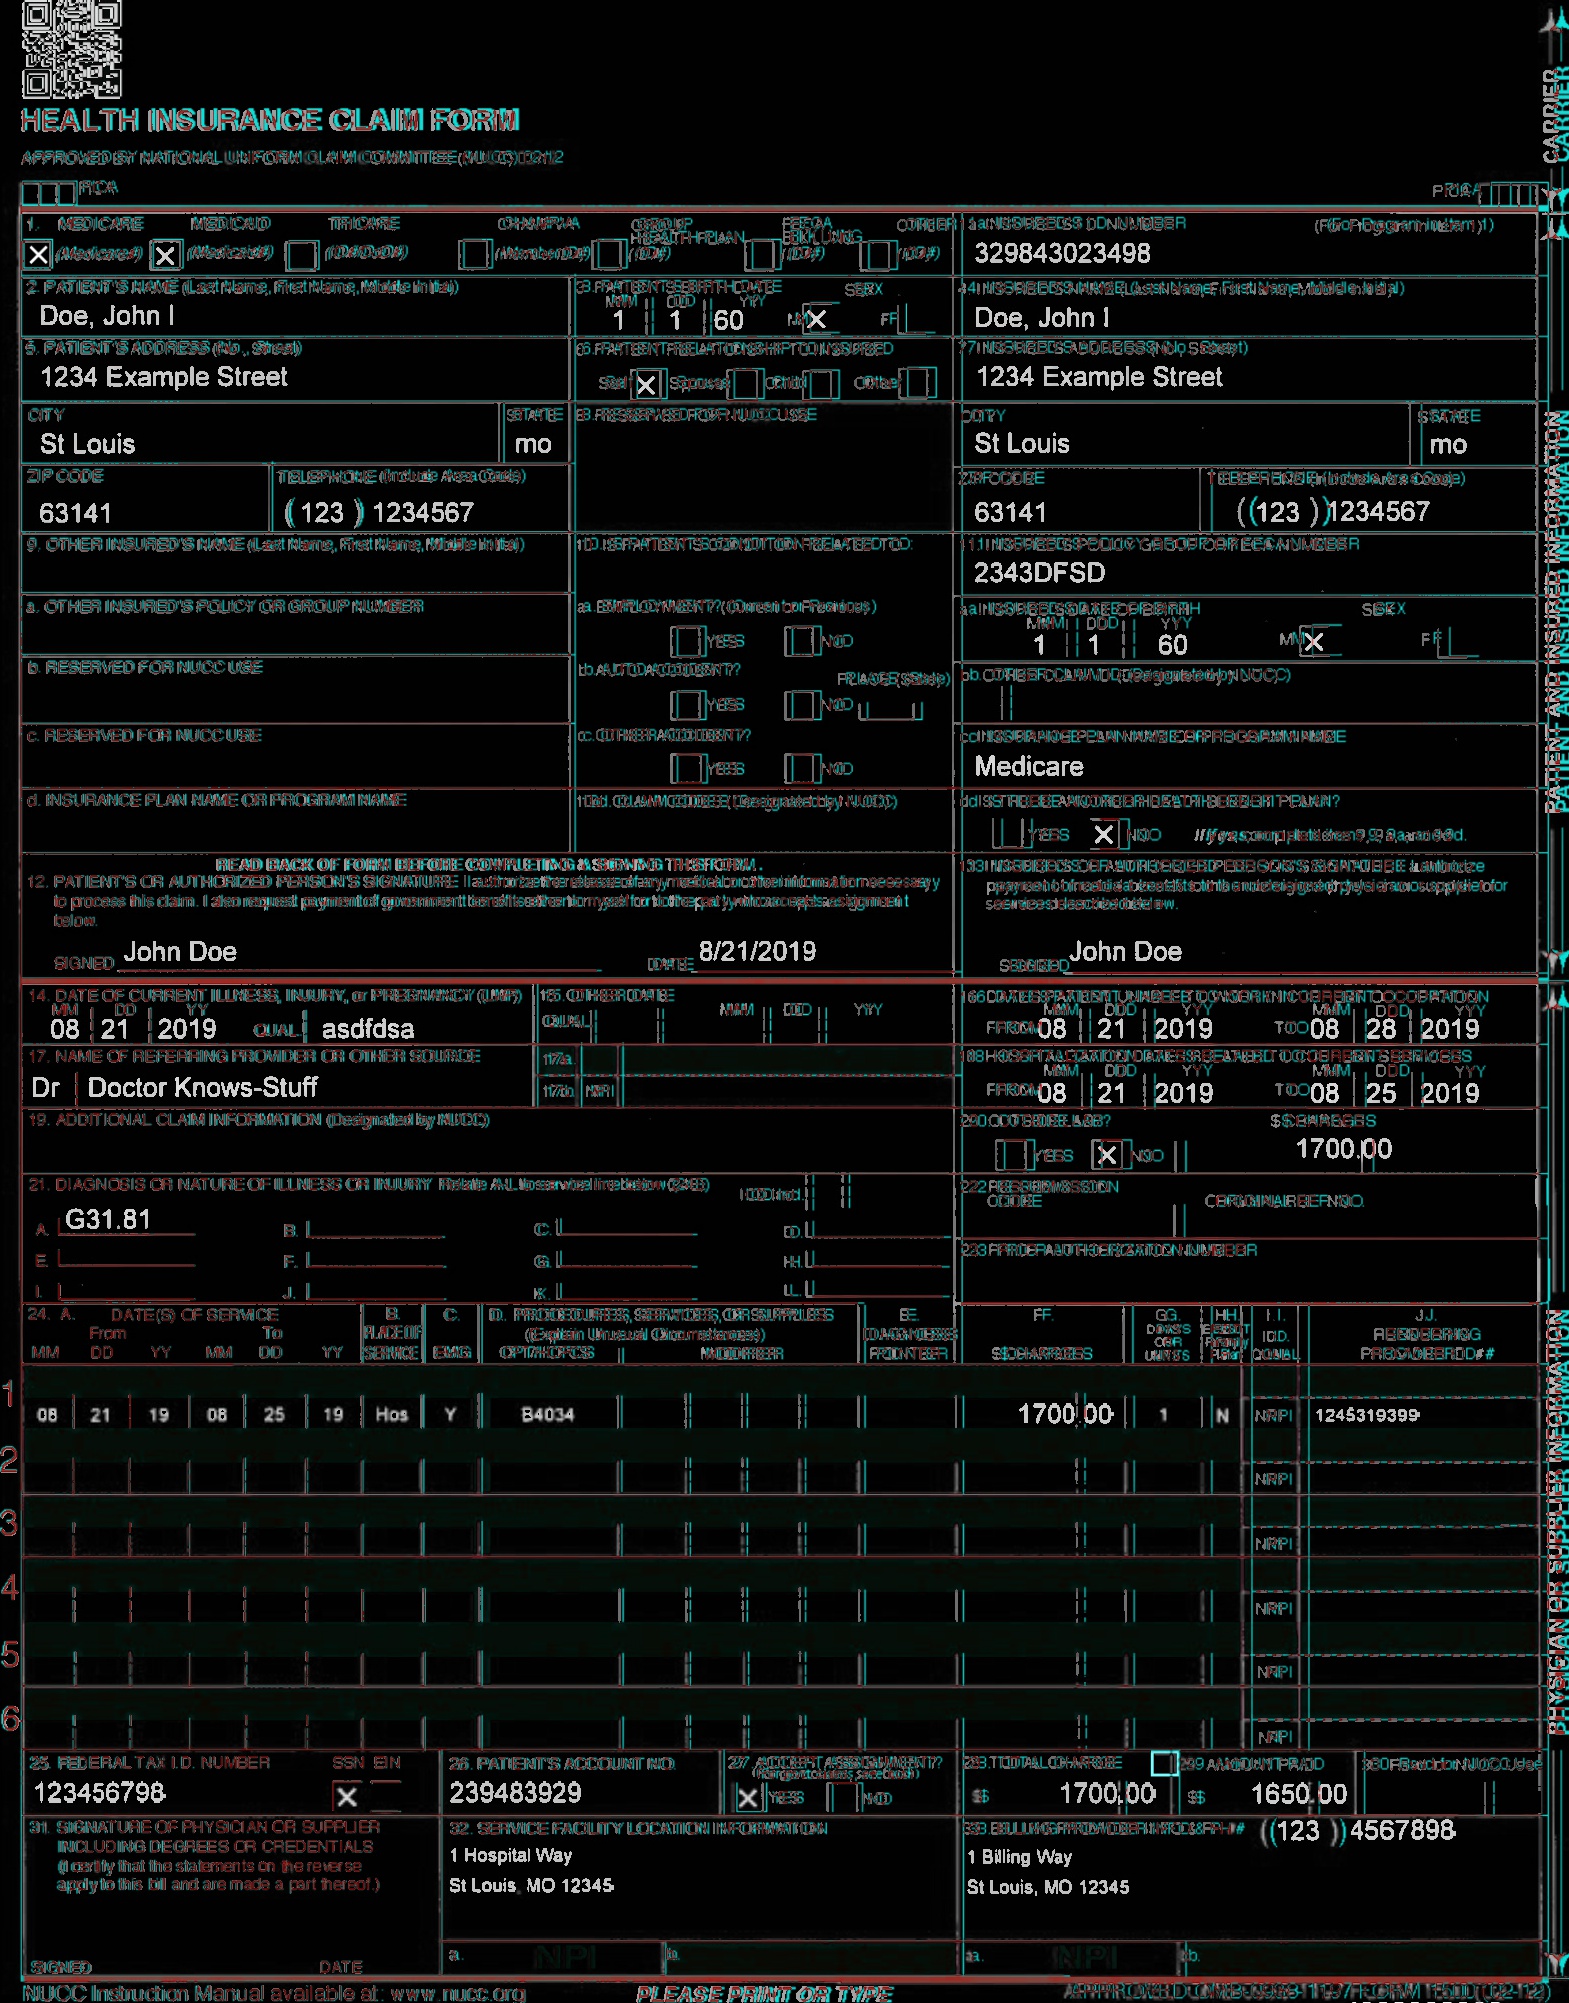 HEALTH INSURANCE CLAIM FORM
APPROVED BY NATIONAL UNIFORM CLAIM COMMITTEE (NUCC) 02/12
PICA
PICA
CARRIER
1. MEDICARE MEDICAID TRICARE CHAMPVA GROUP HEALTH PLAN FECA BLK LUNG OTHER
(Medicare#) (Medicaid#) (ID#/DoD#) (Member ID#) (ID#) (ID#) (ID#)
1a. INSURED'S I.D. NUMBER (For Program in Item 1)
329843023498
2. PATIENT'S NAME (Last Name, First Name, Middle Initial)
Doe, John I
3. PATIENT'S BIRTH DATE SEX
MM DD YY
1 1 60 M X F
4. INSURED'S NAME (Last Name, First Name, Middle Initial)
Doe, John I
5. PATIENT'S ADDRESS (No., Street)
1234 Example Street
6. PATIENT RELATIONSHIP TO INSURED
Self X Spouse Child Other
7. INSURED'S ADDRESS (No., Street)
1234 Example Street
CITY STATE
St Louis mo
8. RESERVED FOR NUCC USE
CITY STATE
St Louis mo
ZIP CODE TELEPHONE (Include Area Code)
63141 (123) 1234567
ZIP CODE TELEPHONE (Include Area Code)
63141 (123) 1234567
9. OTHER INSURED'S NAME (Last Name, First Name, Middle Initial)
10. IS PATIENT'S CONDITION RELATED TO:
11. INSURED'S POLICY GROUP OR FECA NUMBER
2343DFSD
a. OTHER INSURED'S POLICY OR GROUP NUMBER
a. EMPLOYMENT? (Current or Previous)
YES NO
a. INSURED'S DATE OF BIRTH SEX
MM DD YY
1 1 60 M X F
b. RESERVED FOR NUCC USE
b. AUTO ACCIDENT? PLACE (State)
YES NO
b. OTHER CLAIM ID (Designated by NUCC)
c. RESERVED FOR NUCC USE
c. OTHER ACCIDENT?
YES NO
c. INSURANCE PLAN NAME OR PROGRAM NAME
Medicare
d. INSURANCE PLAN NAME OR PROGRAM NAME
10d. CLAIM CODES (Designated by NUCC)
d. IS THERE ANOTHER HEALTH BENEFIT PLAN?
YES X NO If yes, complete items 9, 9a, and 9d.
READ BACK OF FORM BEFORE COMPLETING & SIGNING THIS FORM.
12. PATIENT'S OR AUTHORIZED PERSON'S SIGNATURE I authorize the release of any medical or other information necessary
to process this claim. I also request payment of government benefits either to myself or to the party who accepts assignment
below.
SIGNED John Doe DATE 8/21/2019
13. INSURED'S OR AUTHORIZED PERSON'S SIGNATURE I authorize
payment of medical benefits to the undersigned physician or supplier for
services described below.
SIGNED John Doe
PATIENT AND INSURED INFORMATION
14. DATE OF CURRENT ILLNESS, INJURY, or PREGNANCY (LMP)
MM DD YY
08 21 2019 QUAL. asdfdsa
15. OTHER DATE
QUAL. MM DD YY
16. DATES PATIENT UNABLE TO WORK IN CURRENT OCCUPATION
MM DD YY MM DD YY
FROM 08 21 2019 TO 08 28 2019
17. NAME OF REFERRING PROVIDER OR OTHER SOURCE
Dr Doctor Knows-Stuff
17a.
17b. NPI
18. HOSPITALIZATION DATES RELATED TO CURRENT SERVICES
MM DD YY MM DD YY
FROM 08 21 2019 TO 08 25 2019
19. ADDITIONAL CLAIM INFORMATION (Designated by NUCC)
20. OUTSIDE LAB? $ CHARGES
YES X NO 1700.00
21. DIAGNOSIS OR NATURE OF ILLNESS OR INJURY Relate A-L to service line below (24E)
ICD Ind.
A. G31.81 B. C. D.
E. F. G. H.
I. J. K. L.
22. RESUBMISSION CODE ORIGINAL REF. NO.
23. PRIOR AUTHORIZATION NUMBER
24. A. DATE(S) OF SERVICE
From To
MM DD YY MM DD YY
B. PLACE OF SERVICE
C. EMG
D. PROCEDURES, SERVICES, OR SUPPLIES
(Explain Unusual Circumstances)
CPT/HCPCS MODIFIER
E. DIAGNOSIS POINTER
F. $ CHARGES
G. DAYS OR UNITS
H. EPSDT Family Plan
I. ID. QUAL.
J. RENDERING PROVIDER ID. #
1 08 21 19 08 25 19 Hos Y B4034 1700.00 1 N NPI 1245319399
2 NPI
3 NPI
4 NPI
5 NPI
6 NPI
25. FEDERAL TAX I.D. NUMBER SSN EIN
123456798 X
26. PATIENT'S ACCOUNT NO.
239483929
27. ACCEPT ASSIGNMENT?
(For govt. claims, see back)
X YES NO
28. TOTAL CHARGE
$ 1700.00
29. AMOUNT PAID
$ 1650.00
30. Rsvd for NUCC Use
31. SIGNATURE OF PHYSICIAN OR SUPPLIER
INCLUDING DEGREES OR CREDENTIALS
(I certify that the statements on the reverse
apply to this bill and are made a part thereof.)
SIGNED DATE
32. SERVICE FACILITY LOCATION INFORMATION
1 Hospital Way
St Louis, MO 12345
a. NPI b.
33. BILLING PROVIDER INFO & PH # (123) 4567898
1 Billing Way
St Louis, MO 12345
a. NPI b.
PHYSICIAN OR SUPPLIER INFORMATION
NUCC Instruction Manual available at: www.nucc.org
PLEASE PRINT OR TYPE
APPROVED OMB-0938-1197 FORM 1500 (02-12)